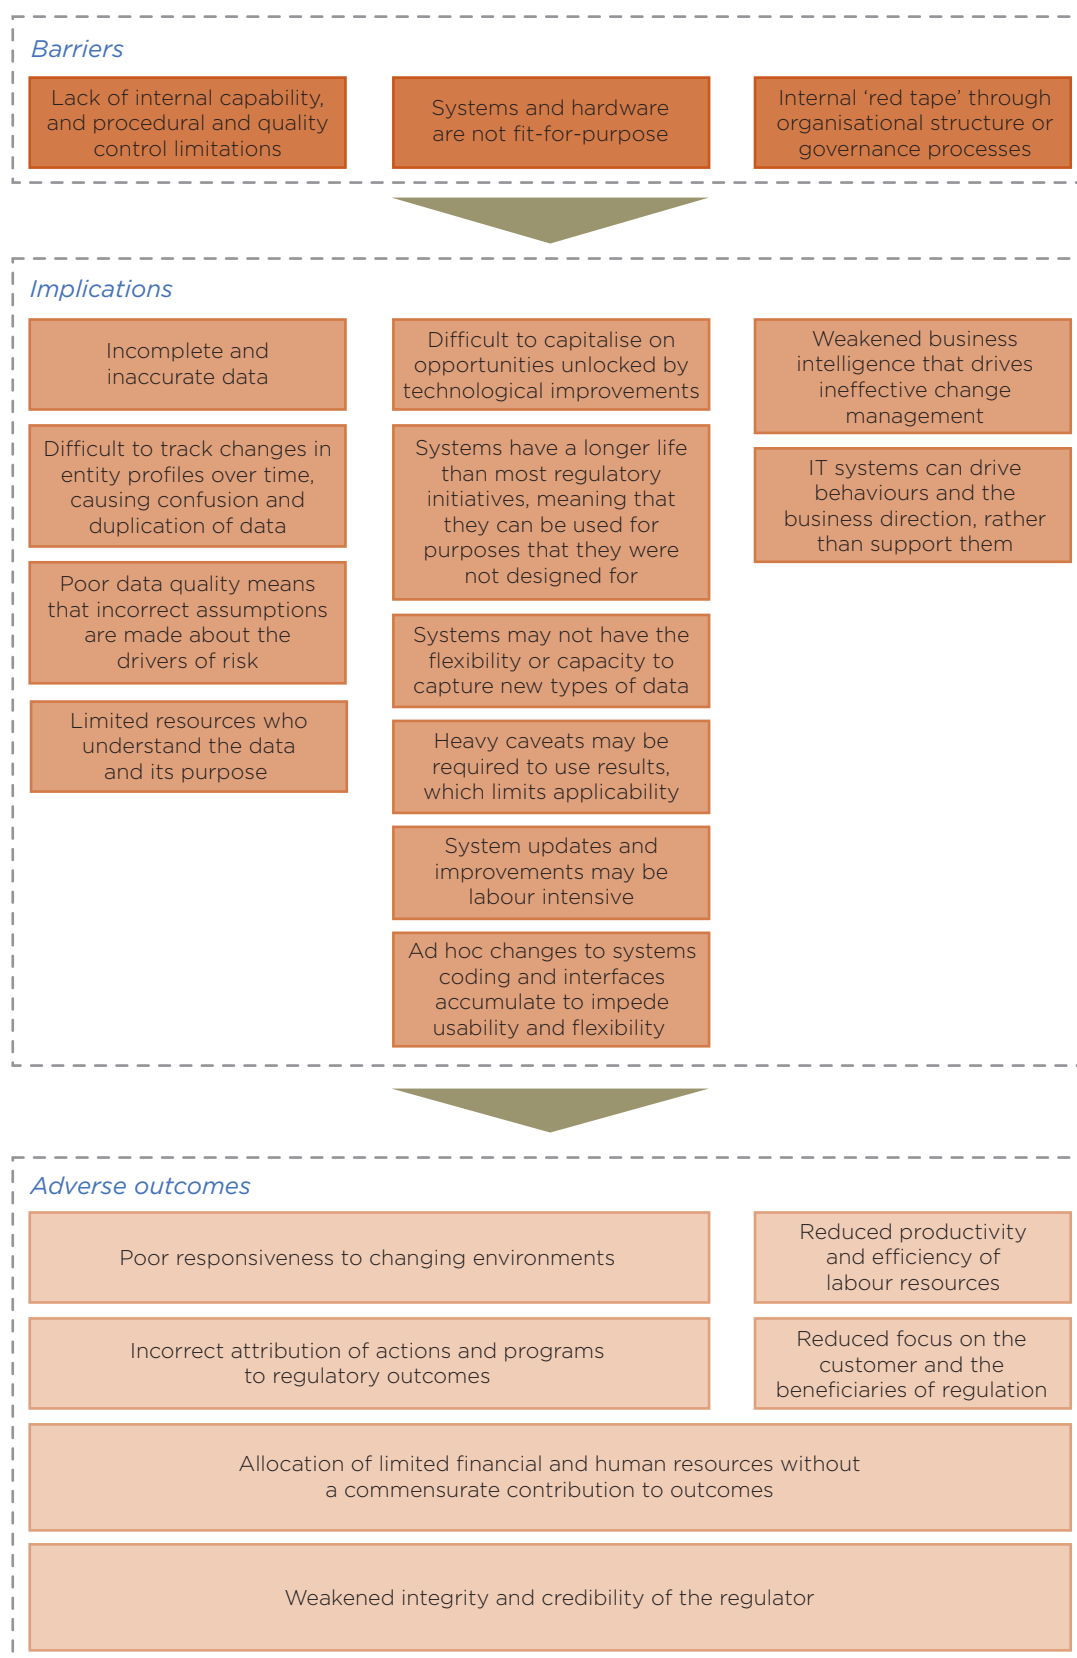 Barriers
Lack of internal capability,
and procedural and quality
control limitations
Systems and hardware
are not fit-for-purpose
Internal ‘red tape’ through
organisational structure or
governance processes
Implications
Incomplete and
inaccurate data
Difficult to track changes in
entity profiles over time,
causing confusion and
duplication of data
Poor data quality means
that incorrect assumptions
are made about the
drivers of risk
Limited resources who
understand the data
and its purpose
Difficult to capitalise on
opportunities unlocked by
technological improvements
Systems have a longer life
than most regulatory
initiatives, meaning that
they can be used for
purposes that they were
not designed for
Systems may not have the
flexibility or capacity to
capture new types of data
Heavy caveats may be
required to use results,
which limits applicability
System updates and
improvements may be
labour intensive
Ad hoc changes to systems
coding and interfaces
accumulate to impede
usability and flexibility
Weakened business
intelligence that drives
ineffective change
management
IT systems can drive
behaviours and the
business direction, rather
than support them
Adverse outcomes
Poor responsiveness to changing environments
Reduced productivity
and efficiency of
labour resources
Incorrect attribution of actions and programs
to regulatory outcomes
Reduced focus on the
customer and the
beneficiaries of regulation
Allocation of limited financial and human resources without
a commensurate contribution to outcomes
Weakened integrity and credibility of the regulator